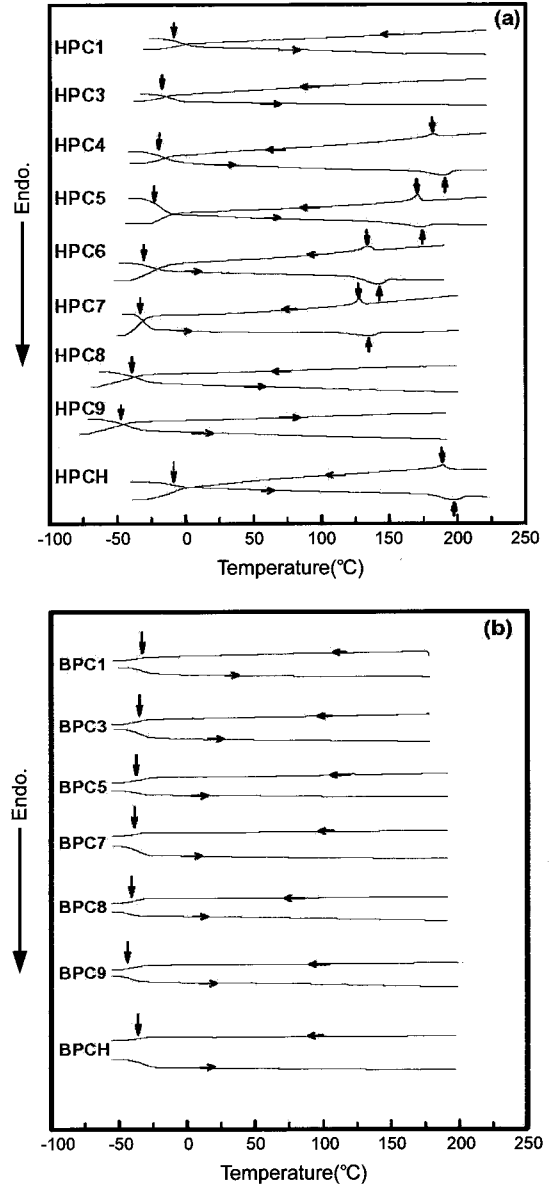 (a)
HPC1
HPC3
HPC4
HPC5
HPC6
HPC7
HPC8
HPC9
HPCH
Endo.
-100 -50 0 50 100 150 200 250
Temperature(°C)
(b)
BPC1
BPC3
BPC5
BPC7
BPC8
BPC9
BPCH
Endo.
-100 -50 0 50 100 150 200 250
Temperature(°C)